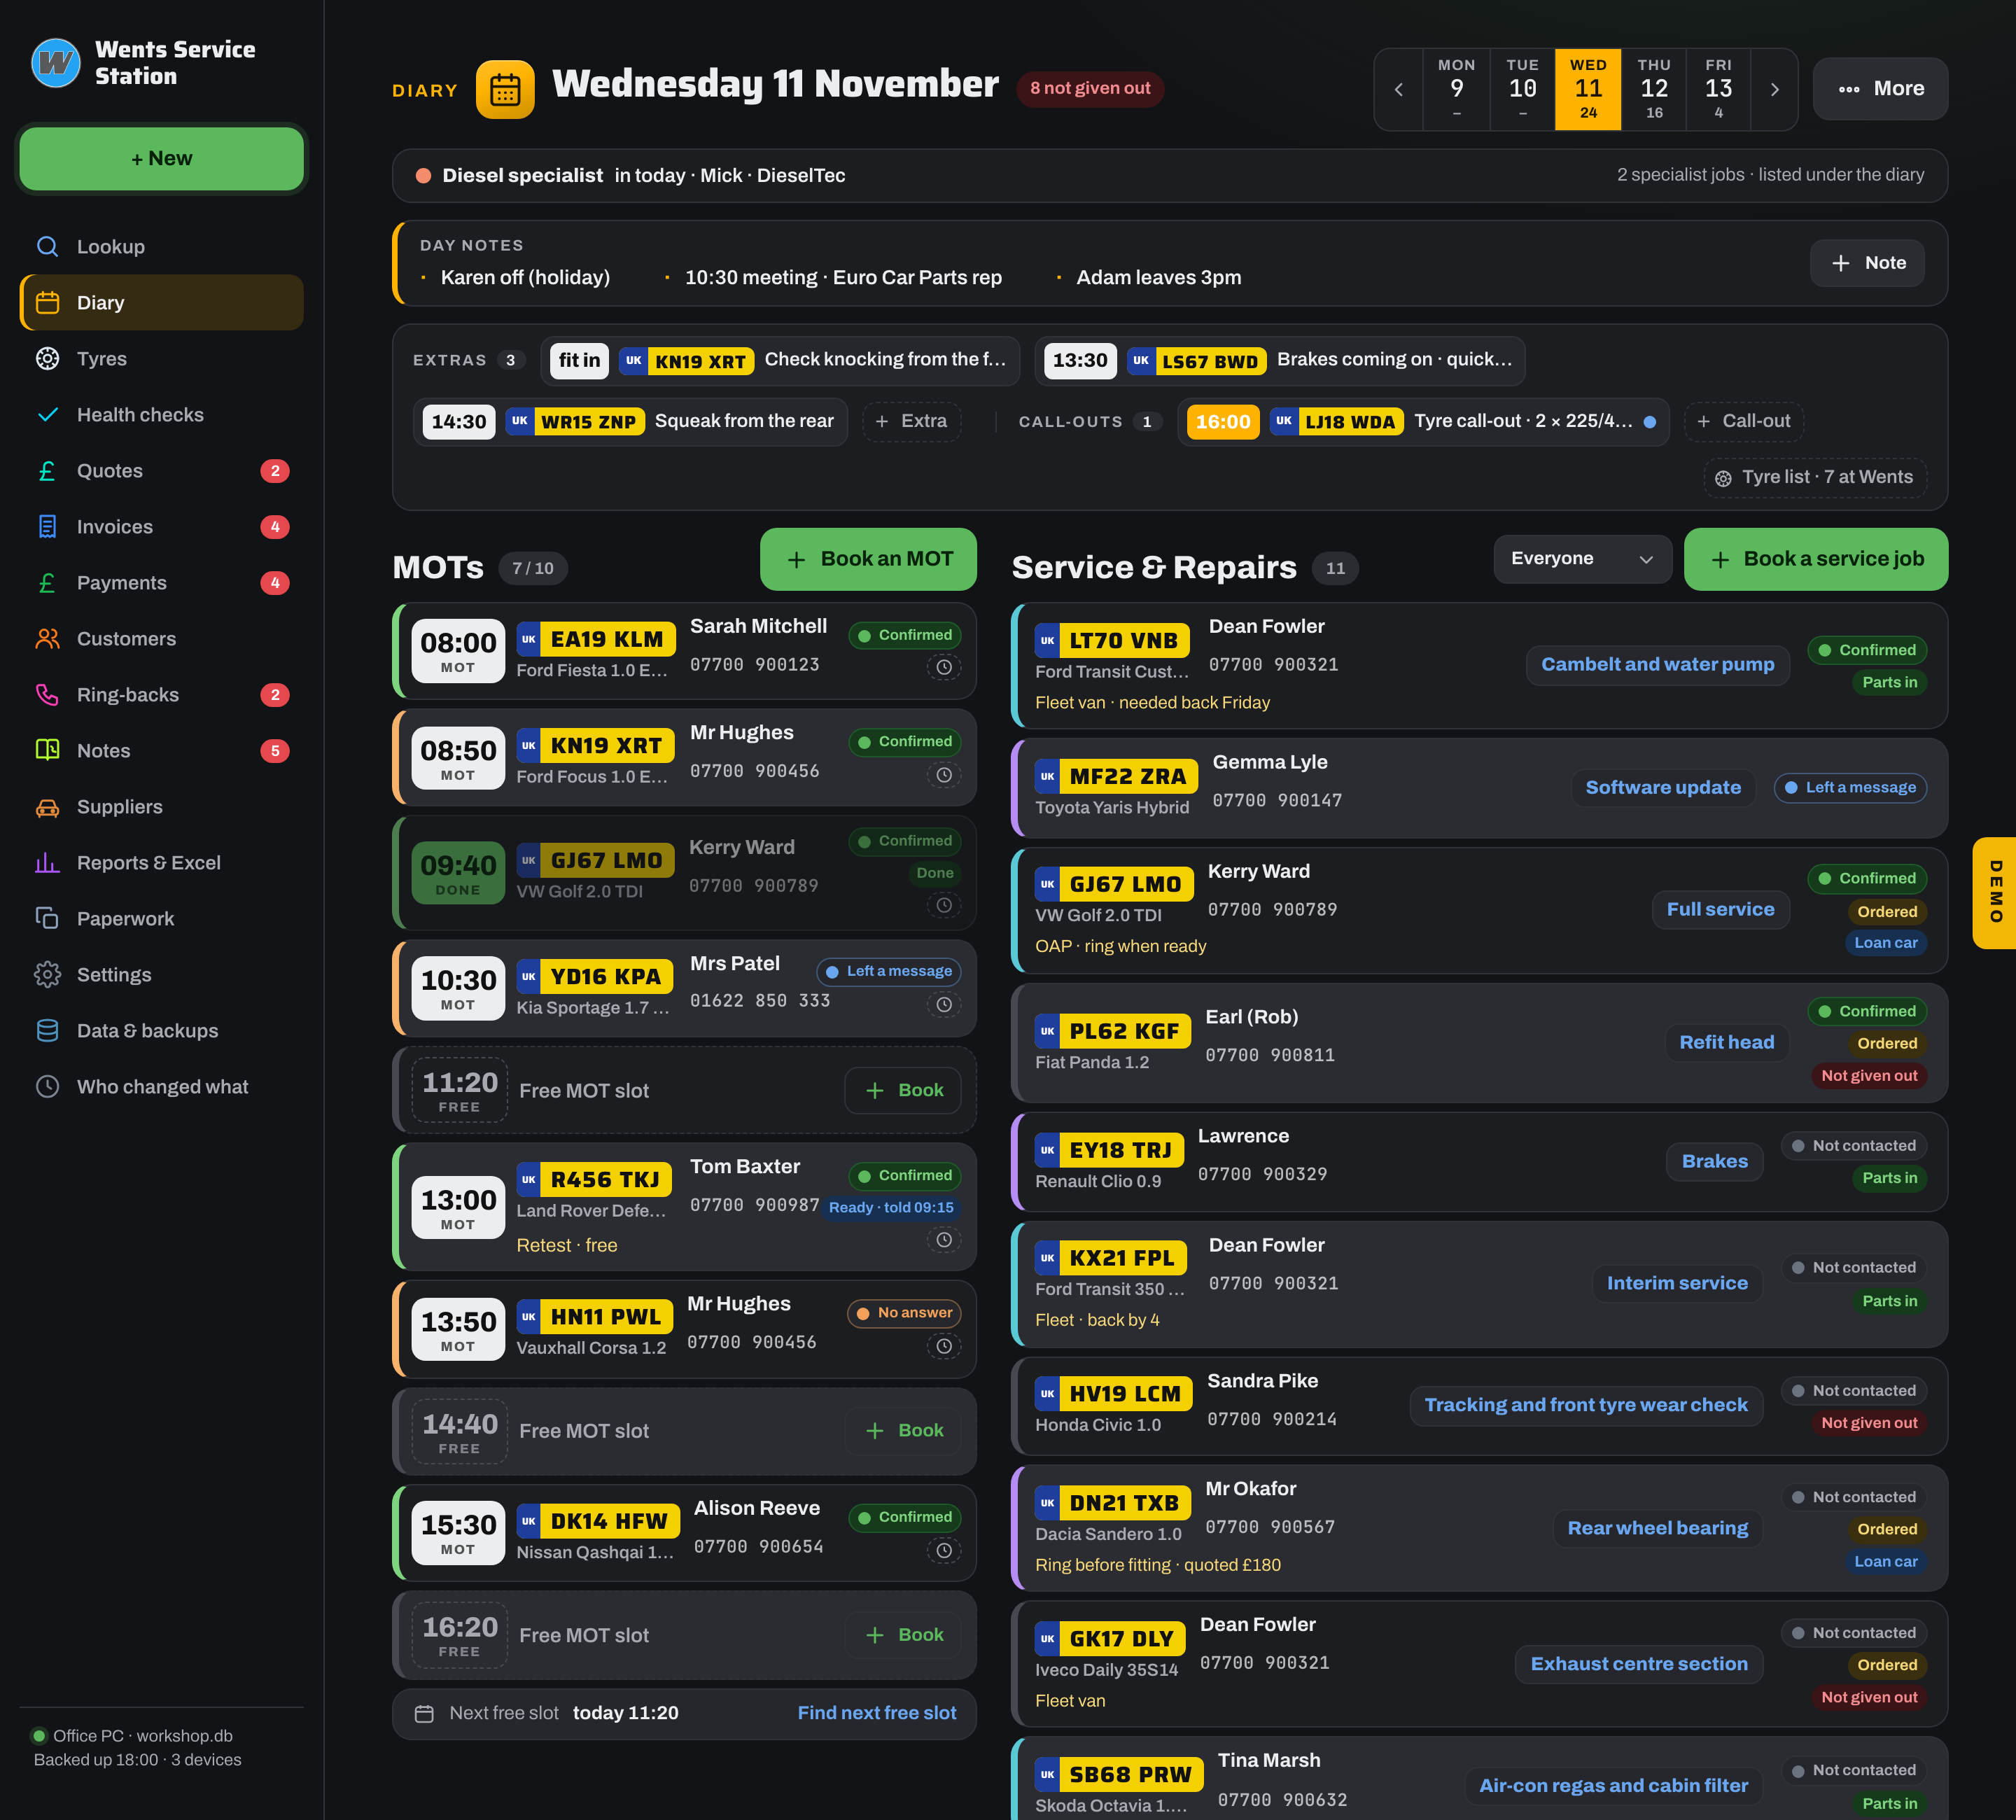 Wents Service
Station
+ New
Lookup
Diary
Tyres
Health checks
Quotes 2
Invoices 4
Payments 4
Customers
Ring-backs 2
Notes 5
Suppliers
Reports & Excel
Paperwork
Settings
Data & backups
Who changed what
Office PC · workshop.db
Backed up 18:00 · 3 devices
DIARY Wednesday 11 November 8 not given out
MON 9 –
TUE 10 –
WED 11 24
THU 12 16
FRI 13 4
More
Diesel specialist in today · Mick · DieselTec
2 specialist jobs · listed under the diary
DAY NOTES
· Karen off (holiday) · 10:30 meeting · Euro Car Parts rep · Adam leaves 3pm
+ Note
EXTRAS 3 fit in UK KN19 XRT Check knocking from the f... 13:30 UK LS67 BWD Brakes coming on · quick...
14:30 UK WR15 ZNP Squeak from the rear + Extra CALL-OUTS 1 16:00 UK LJ18 WDA Tyre call-out · 2 × 225/4... + Call-out
Tyre list · 7 at Wents
MOTs 7 / 10 + Book an MOT
08:00 MOT UK EA19 KLM Sarah Mitchell Confirmed
Ford Fiesta 1.0 E... 07700 900123
08:50 MOT UK KN19 XRT Mr Hughes Confirmed
Ford Focus 1.0 E... 07700 900456
09:40 DONE UK GJ67 LMO Kerry Ward Confirmed
VW Golf 2.0 TDI 07700 900789 Done
10:30 MOT UK YD16 KPA Mrs Patel Left a message
Kia Sportage 1.7 ... 01622 850 333
11:20 FREE Free MOT slot + Book
13:00 MOT UK R456 TKJ Tom Baxter Confirmed
Land Rover Defe... 07700 900987 Ready · told 09:15
Retest · free
13:50 MOT UK HN11 PWL Mr Hughes No answer
Vauxhall Corsa 1.2 07700 900456
14:40 FREE Free MOT slot + Book
15:30 MOT UK DK14 HFW Alison Reeve Confirmed
Nissan Qashqai 1... 07700 900654
16:20 FREE Free MOT slot + Book
Next free slot today 11:20 Find next free slot
Service & Repairs 11 Everyone + Book a service job
UK LT70 VNB Dean Fowler Cambelt and water pump Confirmed
Ford Transit Cust... 07700 900321 Parts in
Fleet van · needed back Friday
UK MF22 ZRA Gemma Lyle Software update Left a message
Toyota Yaris Hybrid 07700 900147
UK GJ67 LMO Kerry Ward Full service Confirmed
VW Golf 2.0 TDI 07700 900789 Ordered
OAP · ring when ready Loan car
UK PL62 KGF Earl (Rob) Refit head Confirmed
Fiat Panda 1.2 07700 900811 Ordered
Not given out
UK EY18 TRJ Lawrence Brakes Not contacted
Renault Clio 0.9 07700 900329 Parts in
UK KX21 FPL Dean Fowler Interim service Not contacted
Ford Transit 350 ... 07700 900321 Parts in
Fleet · back by 4
UK HV19 LCM Sandra Pike Tracking and front tyre wear check Not contacted
Honda Civic 1.0 07700 900214 Not given out
UK DN21 TXB Mr Okafor Rear wheel bearing Not contacted
Dacia Sandero 1.0 07700 900567 Ordered
Ring before fitting · quoted £180 Loan car
UK GK17 DLY Dean Fowler Exhaust centre section Not contacted
Iveco Daily 35S14 07700 900321 Ordered
Fleet van Not given out
UK SB68 PRW Tina Marsh Air-con regas and cabin filter Not contacted
Skoda Octavia 1.... 07700 900632 Parts in
DEMO